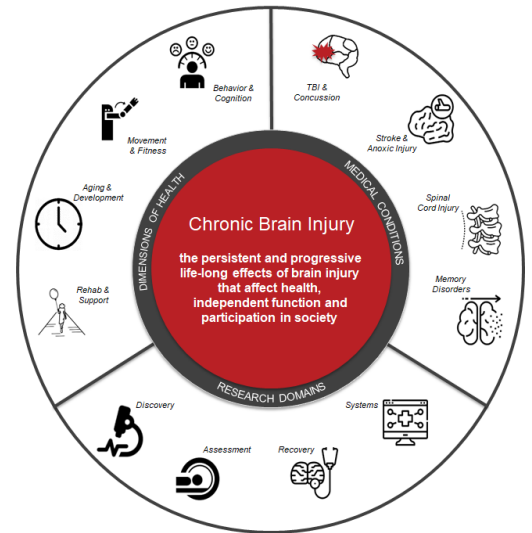 Behavior &
Cognition
Movement
& Fitness
Aging &
Development
Rehab &
Support
DIMENSIONS OF HEALTH
TBI &
Concussion
Stroke &
Anoxic Injury
Spinal
Cord Injury
Memory
Disorders
MEDICAL CONDITIONS
Chronic Brain Injury
the persistent and progressive
life-long effects of brain injury
that affect health,
independent function and
participation in society
RESEARCH DOMAINS
Discovery
Assessment
Recovery
Systems